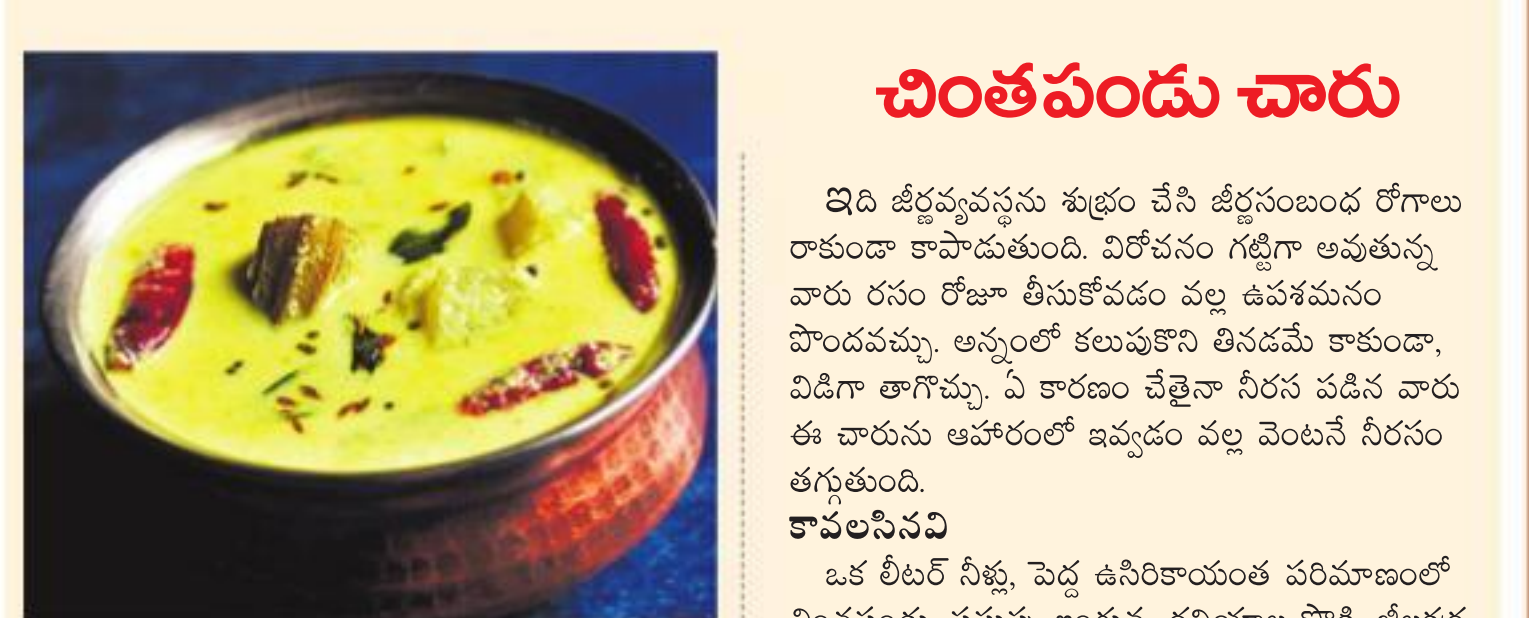 చింతపండు చారు
ఇది జీర్ణవ్యవస్థను శుభ్రం చేసి జీర్ణసంబంధ రోగాలు
రాకుండా కాపాడుతుంది. విరోచనం గట్టిగా అవుతున్న
వారు రసం రోజూ తీసుకోవడం వల్ల ఉపశమనం
పొందవచ్చు. అన్నంలో కలుపుకొని తినడమే కాకుండా,
విడిగా తాగొచ్చు. ఏ కారణం చేతైనా నీరస పడిన వారు
ఈ చారును ఆహారంలో ఇవ్వడం వల్ల వెంటనే నీరసం
తగ్గుతుంది.
కావలసినవి
ఒక లీటర్ నీళ్లు, పెద్ద ఉసిరికాయంత పరిమాణంలో